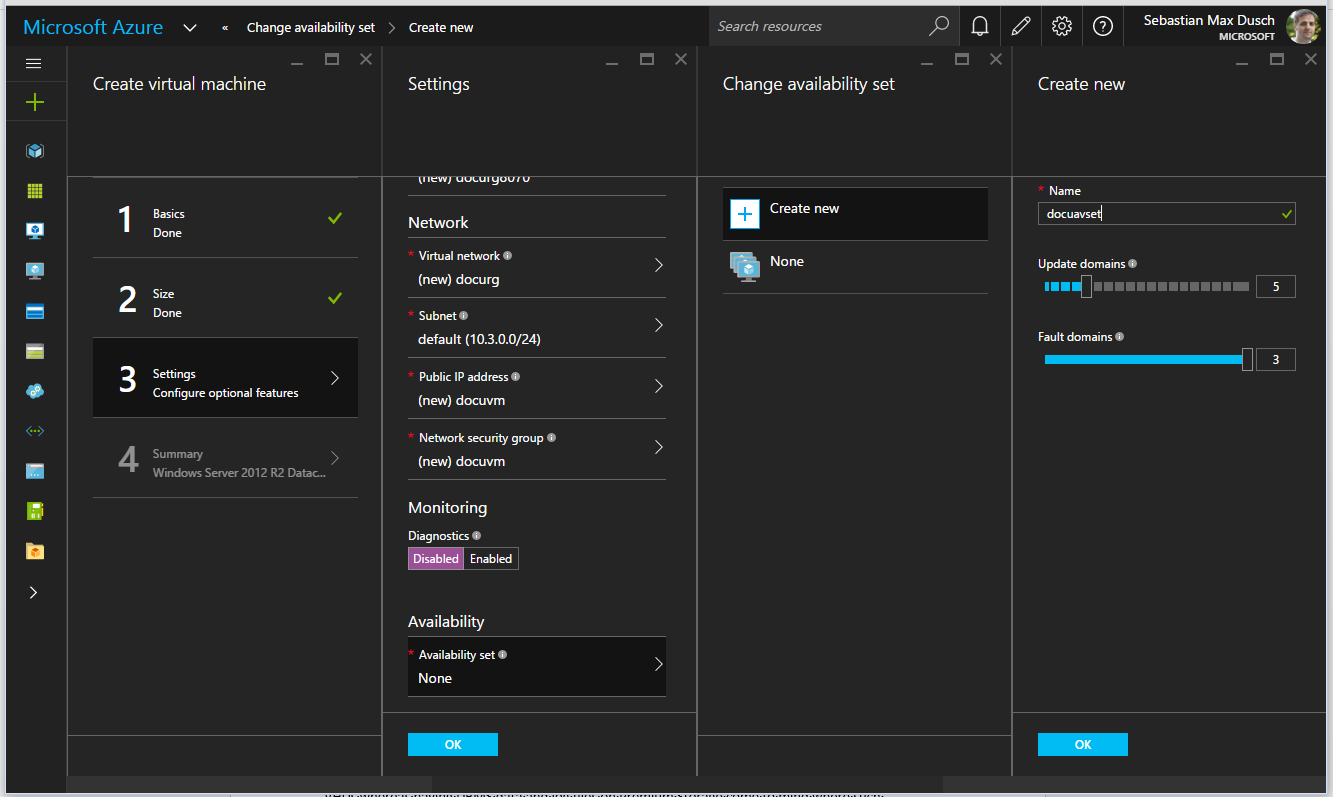 Microsoft Azure
«
Change availability set
Create new
Search resources
Sebastian Max Dusch
MICROSOFT
Create virtual machine
1
Basics
Done
2
Size
Done
3
Settings
Configure optional features
4
Summary
Windows Server 2012 R2 Datac...
Settings
(new) docurg8070
Network
* Virtual network
(new) docurg
* Subnet
default (10.3.0.0/24)
* Public IP address
(new) docuvm
* Network security group
(new) docuvm
Monitoring
Diagnostics
Disabled Enabled
Availability
* Availability set
None
OK
Change availability set
Create new
None
Create new
* Name
docuavset
Update domains
5
Fault domains
3
OK